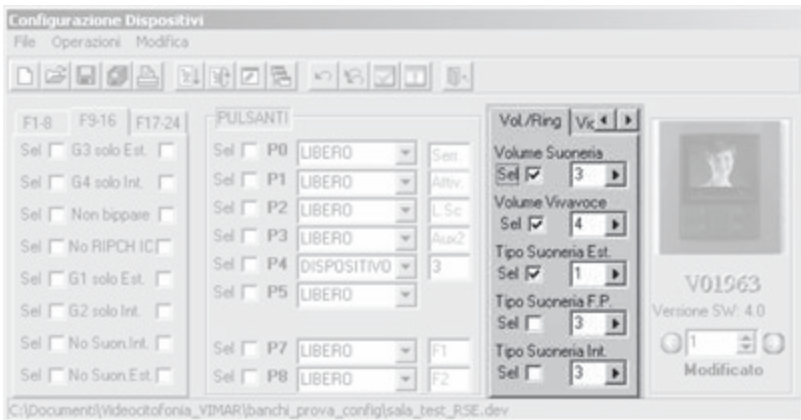 Configurazione Dispositivi
File Operazioni Modifica
F1-8 F9-16 F17-24
Sel G3 solo Est.
Sel G4 solo Int.
Sel Non bippare
Sel No RIPCH IC
Sel G1 solo Est.
Sel G2 solo Int.
Sel No Suon.Int.
Sel No Suon.Est.
PULSANTI
Sel P0 LIBERO Serr.
Sel P1 LIBERO Attiv.
Sel P2 LIBERO L.Sc
Sel P3 LIBERO Aux2
Sel P4 DISPOSITIVO 3
Sel P5 LIBERO
Sel P7 LIBERO F1
Sel P8 LIBERO F2
Vol./Ring Vic
Volume Suoneria
Sel 3
Volume Vivavoce
Sel 4
Tipo Suoneria Est.
Sel 1
Tipo Suoneria F.P.
Sel 3
Tipo Suoneria Int.
Sel 3
V01963
Versione SW: 4.0
1
Modificato
C:\Documenti\Videocitofonia_VIMAR\banchi_prova_config\sala_test_RSE.dev